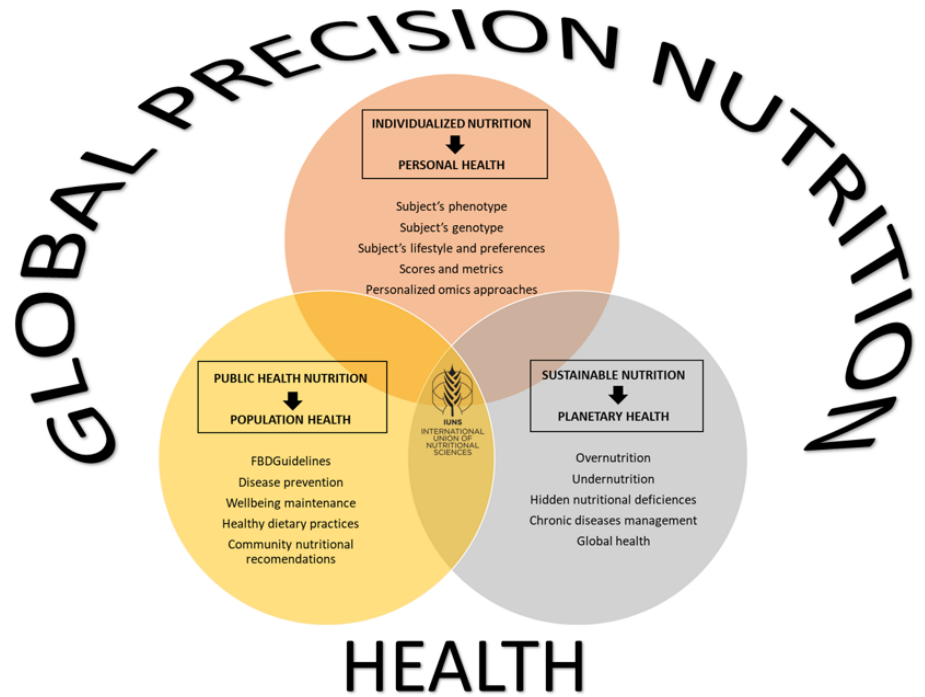 GLOBAL PRECISION NUTRITION
INDIVIDUALIZED NUTRITION
PERSONAL HEALTH
Subject's phenotype
Subject's genotype
Subject's lifestyle and preferences
Scores and metrics
Personalized omics approaches
PUBLIC HEALTH NUTRITION
POPULATION HEALTH
FBDGuidelines
Disease prevention
Wellbeing maintenance
Healthy dietary practices
Community nutritional
recomendations
IUNS
INTERNATIONAL
UNION OF
NUTRITIONAL
SCIENCES
SUSTAINABLE NUTRITION
PLANETARY HEALTH
Overnutrition
Undernutrition
Hidden nutritional deficiences
Chronic diseases management
Global health
HEALTH